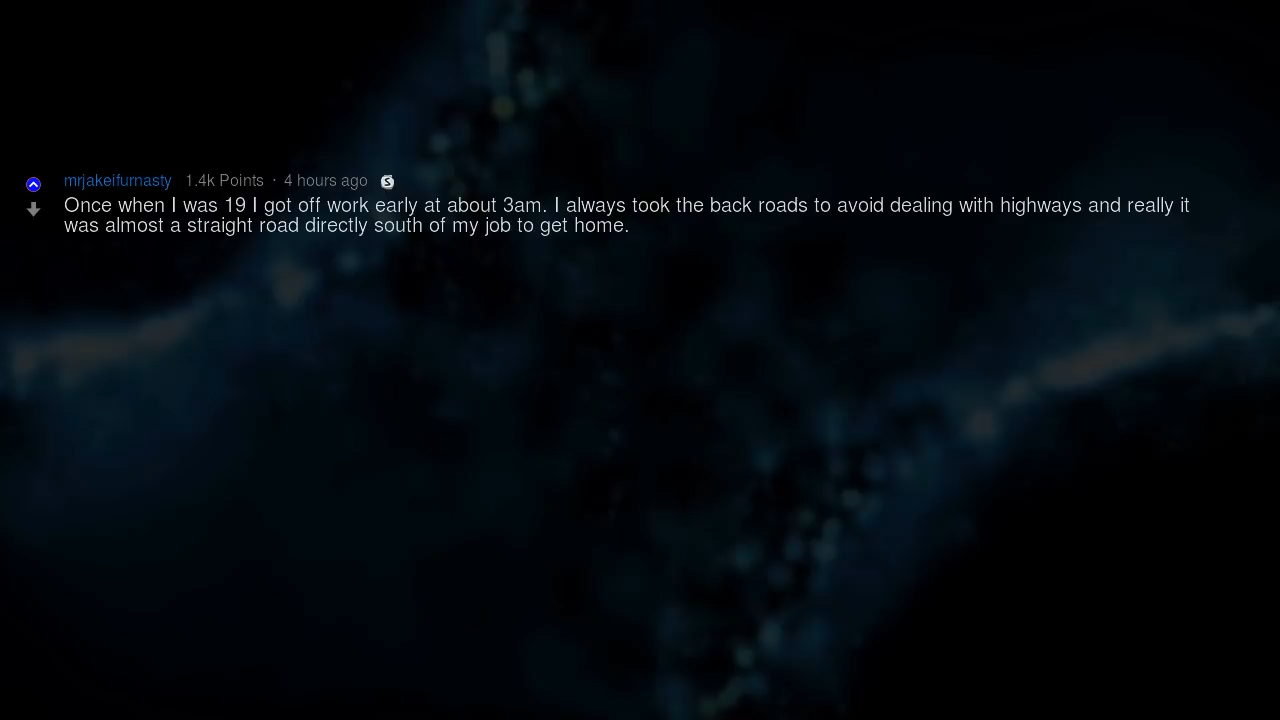 mrjakeifurnasty 1.4k Points · 4 hours ago
Once when I was 19 I got off work early at about 3am. I always took the back roads to avoid dealing with highways and really it
was almost a straight road directly south of my job to get home.